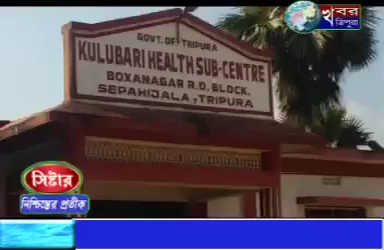 খবর
ত্রিপুরা
GOVT. OF TRIPURA
KULUBARI HEALTH SUB-CENTRE
BOXANAGAR R.D. BLOCK.
SEPAHIJALA, TRIPURA
সিষ্টার
নিশ্চিন্তের প্রতীক